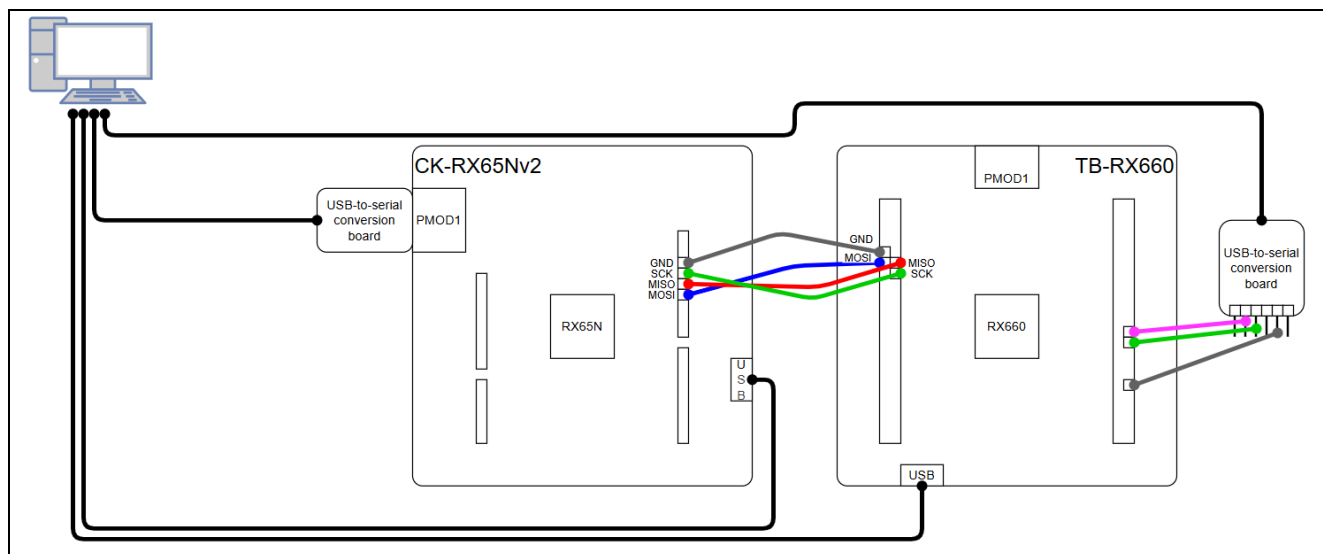 CK-RX65Nv2
USB-to-serial
conversion
board
PMOD1
GND
SCK
MISO
MOSI
RX65N
U
S
B
TB-RX660
PMOD1
GND
MOSI
MISO
SCK
RX660
USB
USB-to-serial
conversion
board